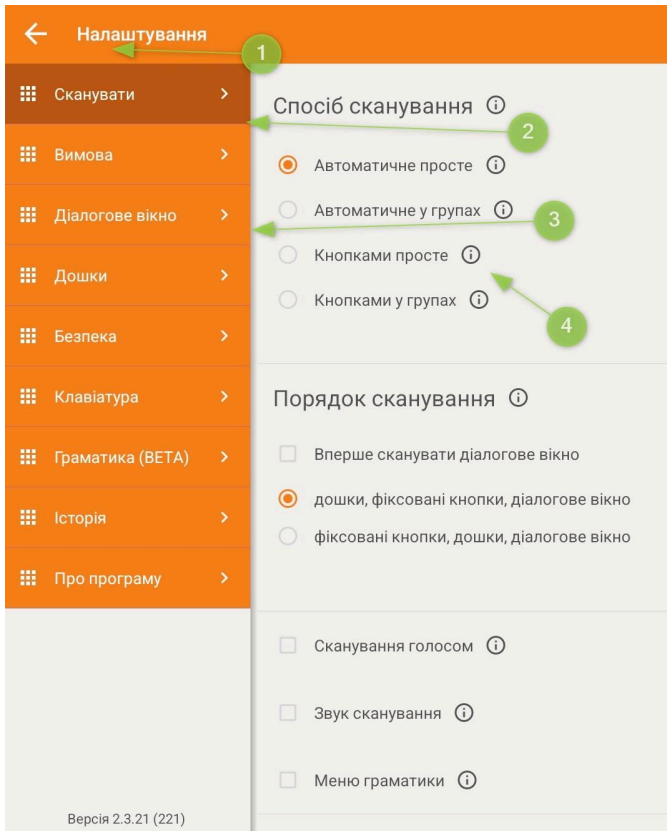 Налаштування
1
Сканувати
Вимова
Діалогове вікно
Дошки
Безпека
Клавіатура
Граматика (BETA)
Історія
Про програму
Версія 2.3.21 (221)
Спосіб сканування
2
Автоматичне просте
Автоматичне у групах
3
Кнопками просте
Кнопками у групах
4
Порядок сканування
Вперше сканувати діалогове вікно
дошки, фіксовані кнопки, діалогове вікно
фіксовані кнопки, дошки, діалогове вікно
Сканування голосом
Звук сканування
Меню граматики